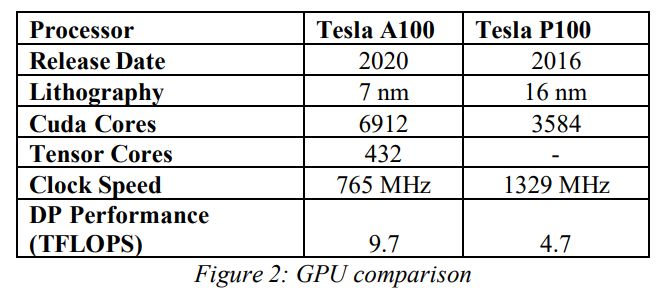 Processor Tesla A100 Tesla P100
Release Date 2020 2016
Lithography 7 nm 16 nm
Cuda Cores 6912 3584
Tensor Cores 432 -
Clock Speed 765 MHz 1329 MHz
DP Performance
(TFLOPS) 9.7 4.7
Figure 2: GPU comparison